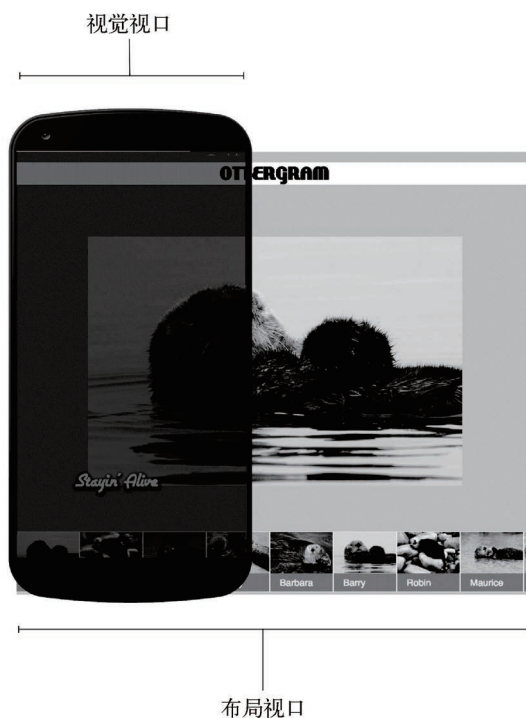 视觉视口
OTTERGRAM
Stayin' Alive
Barbara
Barry
Robin
Maurice
布局视口